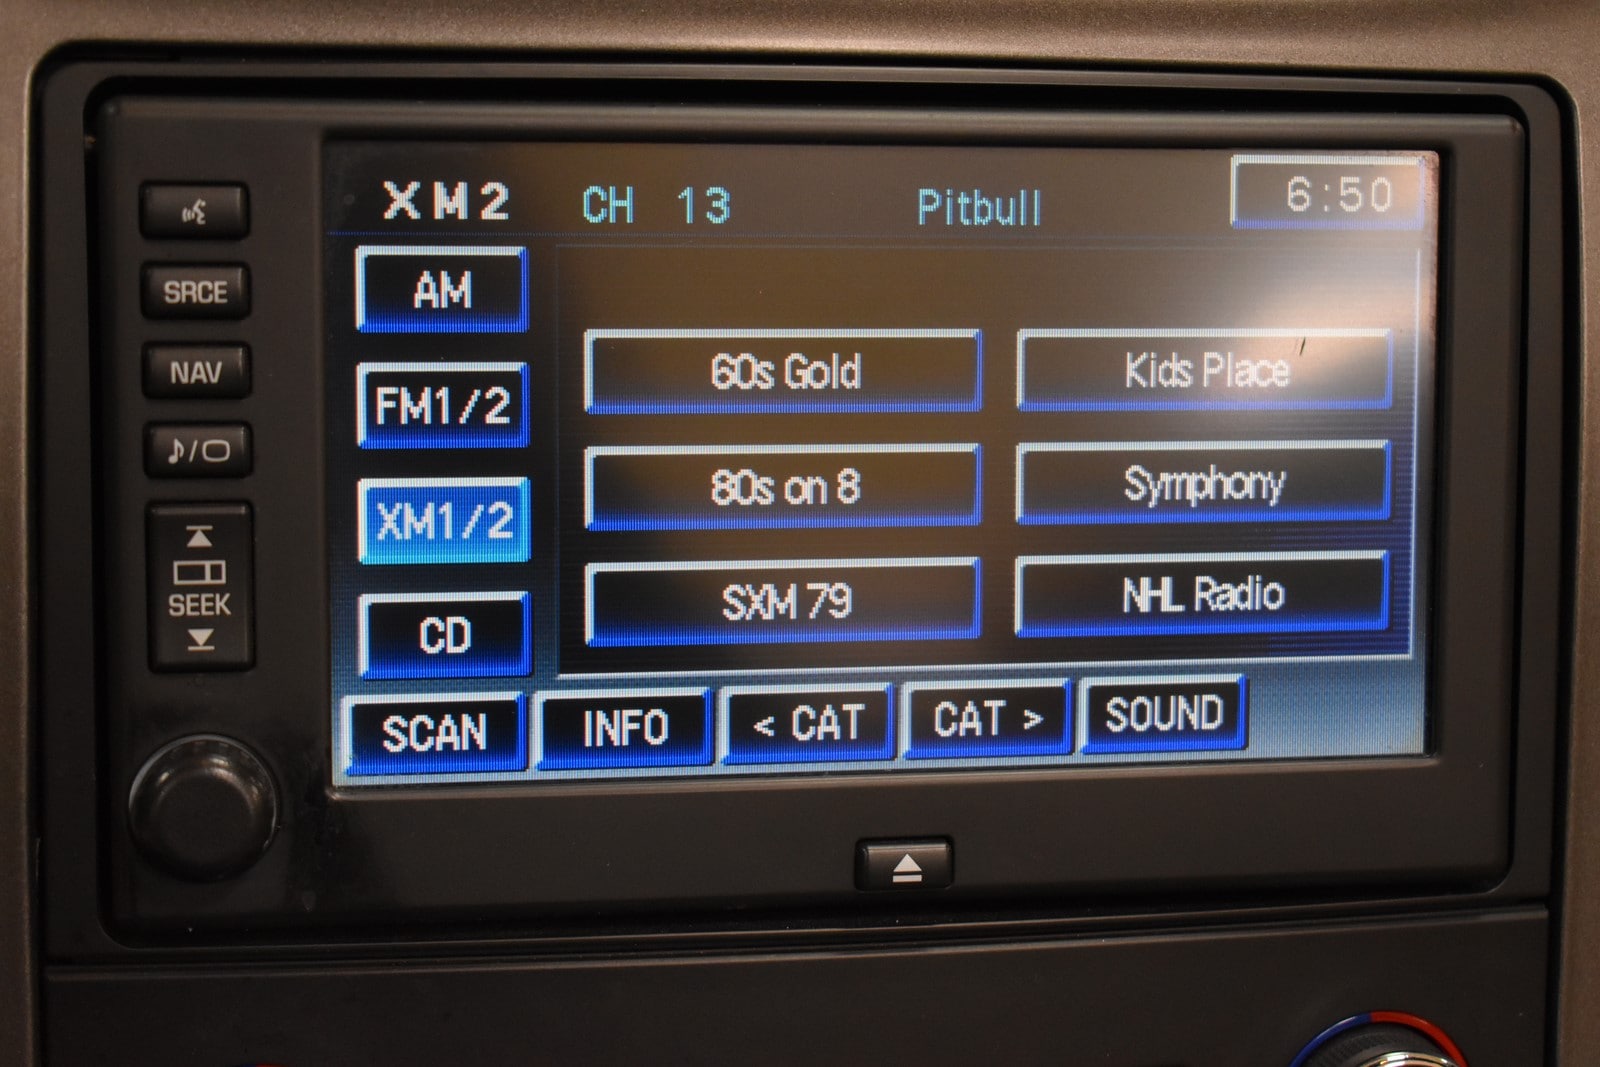 XM2 CH 13 Pitbull 6:50
AM
FM1/2
XM1/2
CD
60s Gold Kids Place
80s on 8 Symphony
SXM 79 NHL Radio
SCAN INFO < CAT CAT > SOUND
SRCE
NAV
SEEK